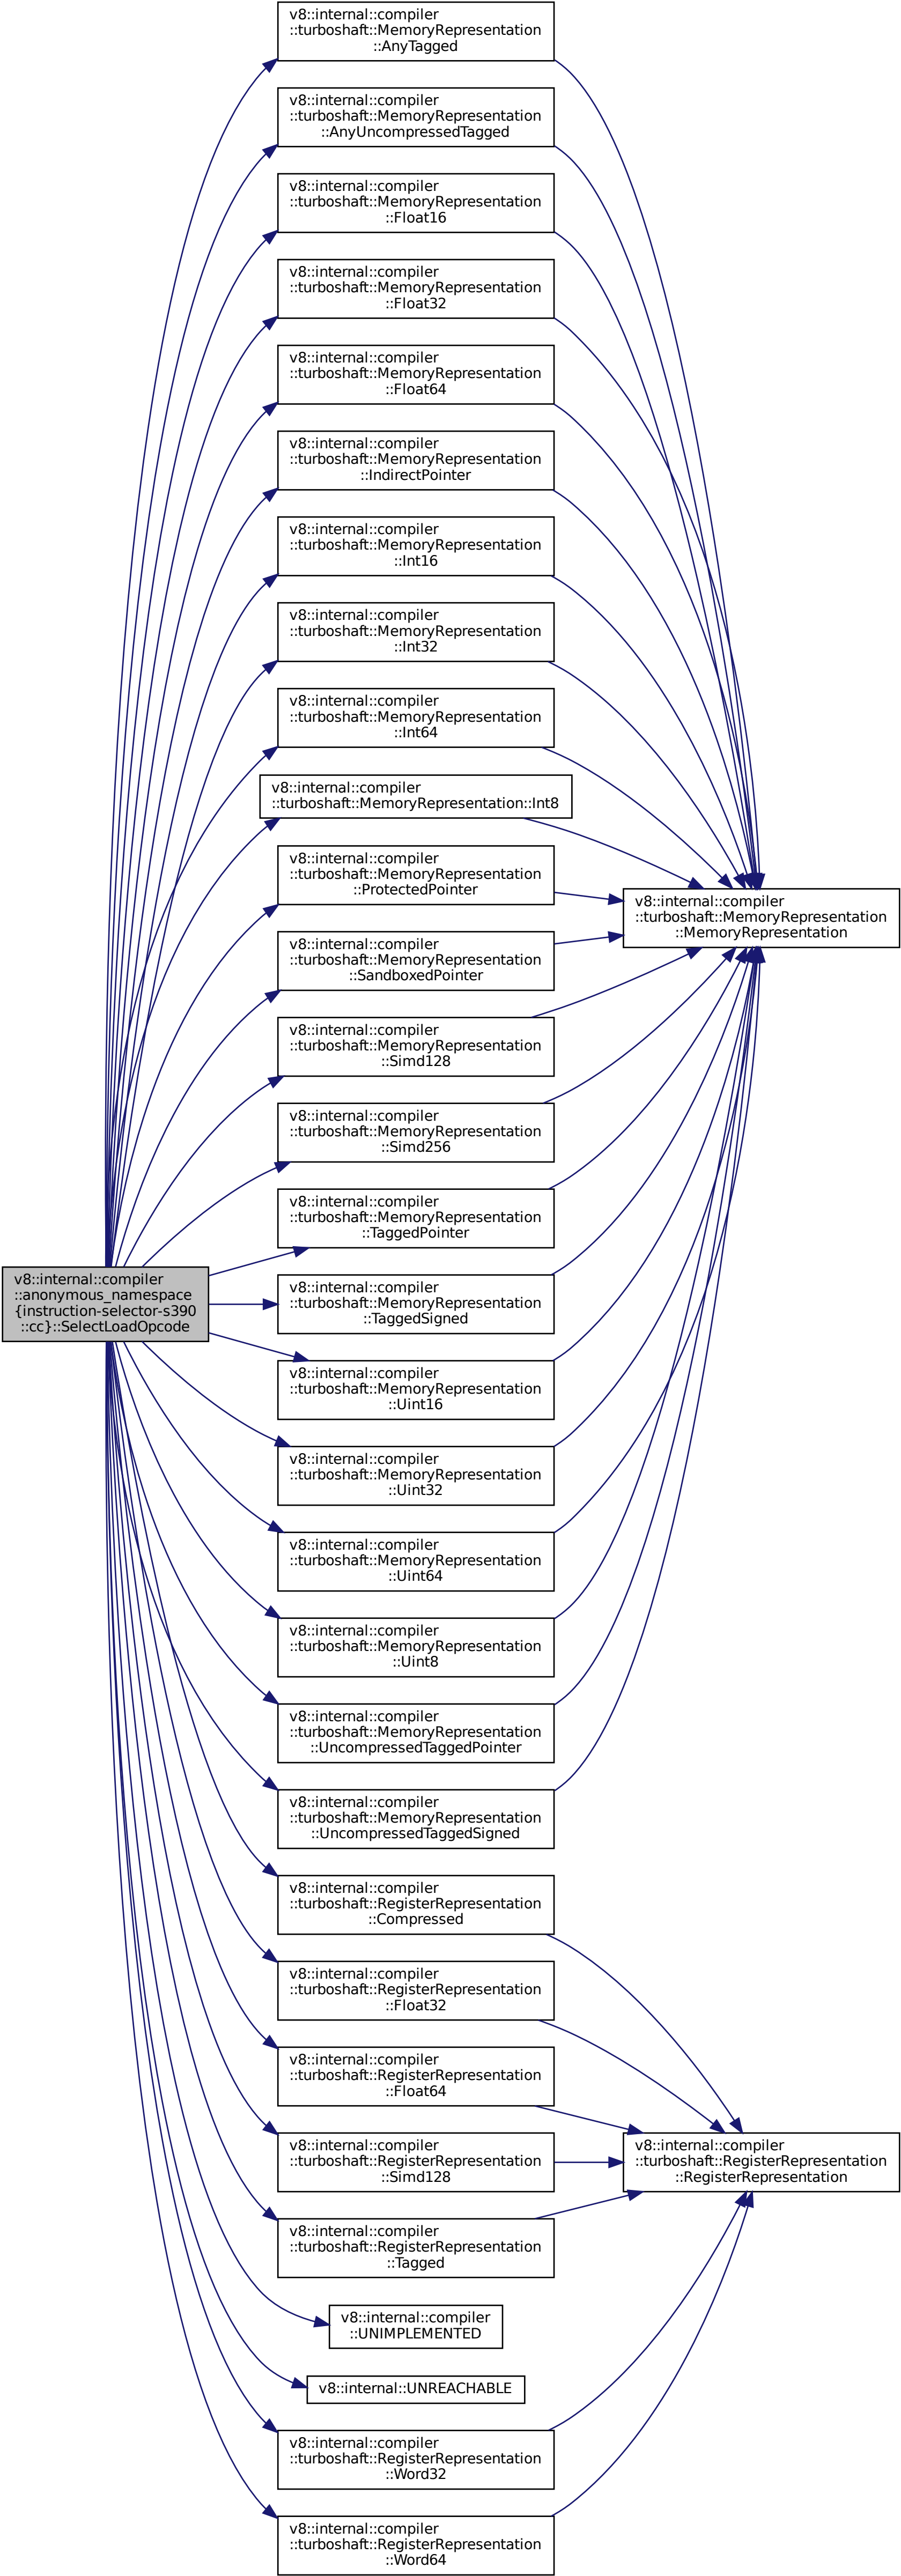 v8::internal::compiler
::turboshaft::MemoryRepresentation
::AnyTagged
v8::internal::compiler
::turboshaft::MemoryRepresentation
::AnyUncompressedTagged
v8::internal::compiler
::turboshaft::MemoryRepresentation
::Float16
v8::internal::compiler
::turboshaft::MemoryRepresentation
::Float32
v8::internal::compiler
::turboshaft::MemoryRepresentation
::Float64
v8::internal::compiler
::turboshaft::MemoryRepresentation
::IndirectPointer
v8::internal::compiler
::turboshaft::MemoryRepresentation
::Int16
v8::internal::compiler
::turboshaft::MemoryRepresentation
::Int32
v8::internal::compiler
::turboshaft::MemoryRepresentation
::Int64
v8::internal::compiler
::turboshaft::MemoryRepresentation::Int8
v8::internal::compiler
::turboshaft::MemoryRepresentation
::ProtectedPointer
v8::internal::compiler
::turboshaft::MemoryRepresentation
::MemoryRepresentation
v8::internal::compiler
::turboshaft::MemoryRepresentation
::SandboxedPointer
v8::internal::compiler
::turboshaft::MemoryRepresentation
::Simd128
v8::internal::compiler
::turboshaft::MemoryRepresentation
::Simd256
v8::internal::compiler
::turboshaft::MemoryRepresentation
::TaggedPointer
v8::internal::compiler
::anonymous_namespace
{instruction-selector-s390
::cc}::SelectLoadOpcode
v8::internal::compiler
::turboshaft::MemoryRepresentation
::TaggedSigned
v8::internal::compiler
::turboshaft::MemoryRepresentation
::Uint16
v8::internal::compiler
::turboshaft::MemoryRepresentation
::Uint32
v8::internal::compiler
::turboshaft::MemoryRepresentation
::Uint64
v8::internal::compiler
::turboshaft::MemoryRepresentation
::Uint8
v8::internal::compiler
::turboshaft::MemoryRepresentation
::UncompressedTaggedPointer
v8::internal::compiler
::turboshaft::MemoryRepresentation
::UncompressedTaggedSigned
v8::internal::compiler
::turboshaft::RegisterRepresentation
::Compressed
v8::internal::compiler
::turboshaft::RegisterRepresentation
::Float32
v8::internal::compiler
::turboshaft::RegisterRepresentation
::Float64
v8::internal::compiler
::turboshaft::RegisterRepresentation
::Simd128
v8::internal::compiler
::turboshaft::RegisterRepresentation
::RegisterRepresentation
v8::internal::compiler
::turboshaft::RegisterRepresentation
::Tagged
v8::internal::compiler
::UNIMPLEMENTED
v8::internal::UNREACHABLE
v8::internal::compiler
::turboshaft::RegisterRepresentation
::Word32
v8::internal::compiler
::turboshaft::RegisterRepresentation
::Word64